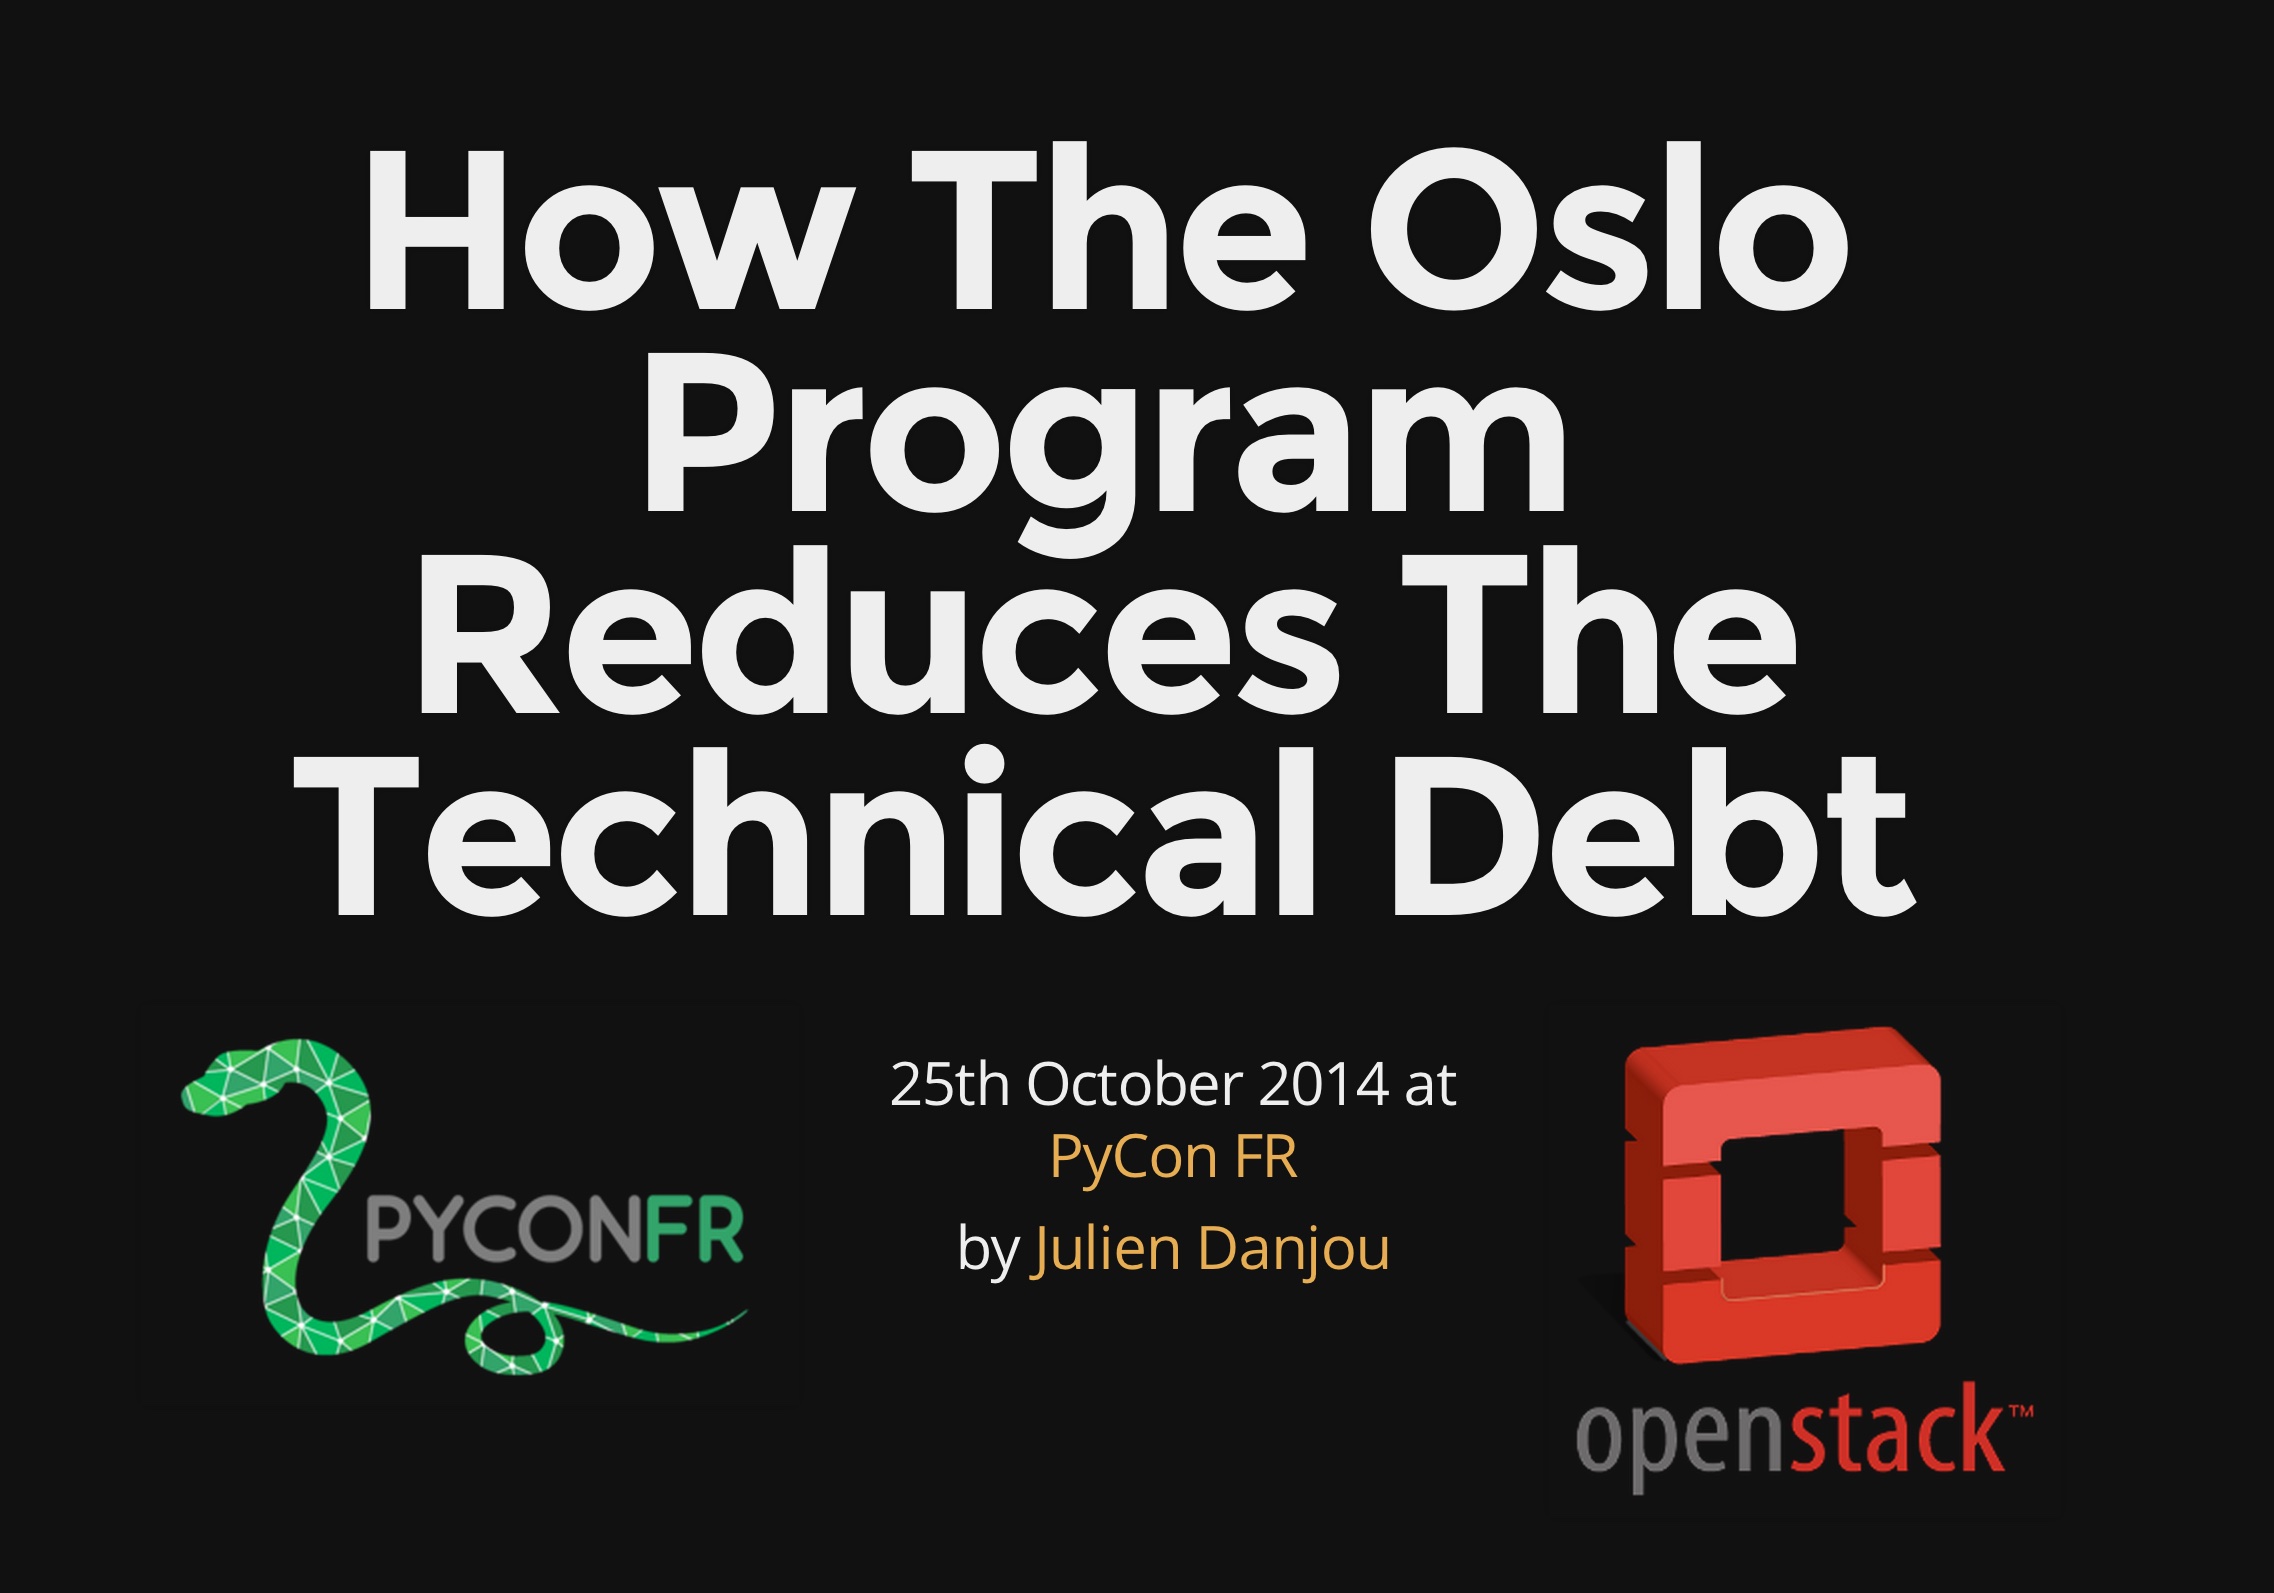 How The Oslo
Program
Reduces The
Technical Debt
PYCONFR
25th October 2014 at
PyCon FR
by Julien Danjou
openstack™